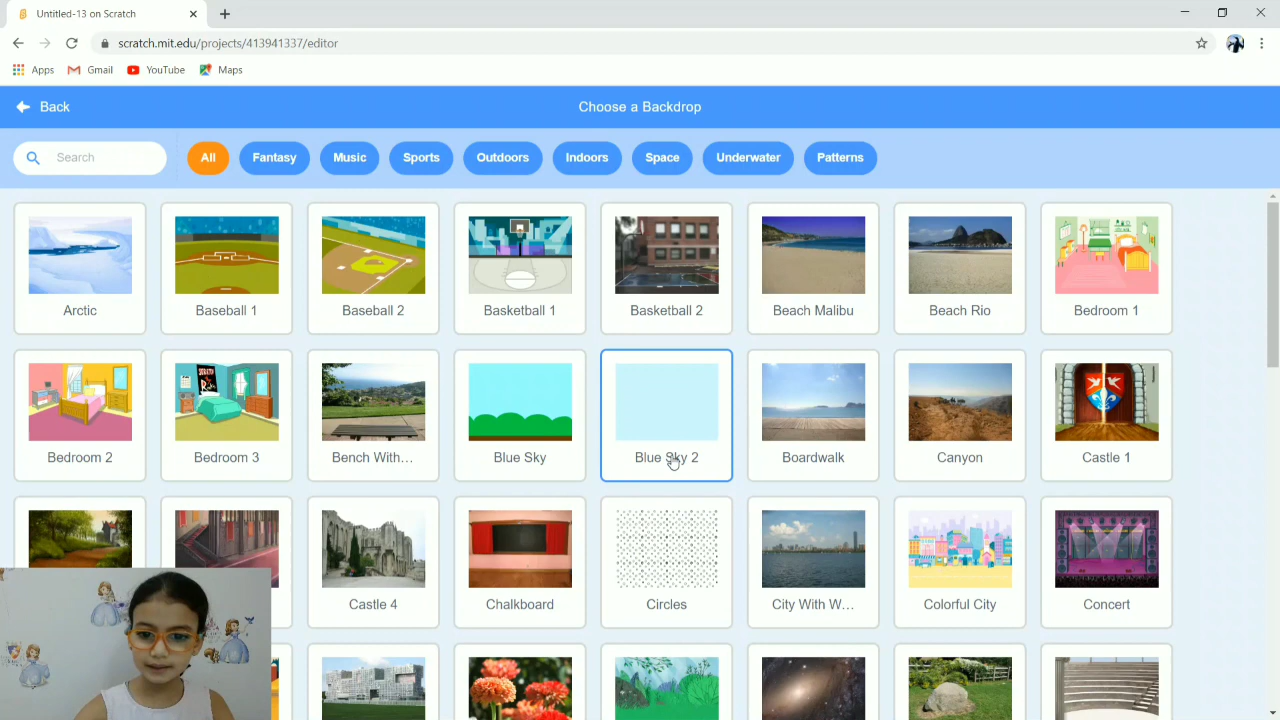 Untitled-13 on Scratch
scratch.mit.edu/projects/413941337/editor
Apps Gmail YouTube Maps
Back Choose a Backdrop
Search All Fantasy Music Sports Outdoors Indoors Space Underwater Patterns
Arctic Baseball 1 Baseball 2 Basketball 1 Basketball 2 Beach Malibu Beach Rio Bedroom 1
Bedroom 2 Bedroom 3 Bench With... Blue Sky Blue Sky 2 Boardwalk Canyon Castle 1
Castle 4 Chalkboard Circles City With W... Colorful City Concert